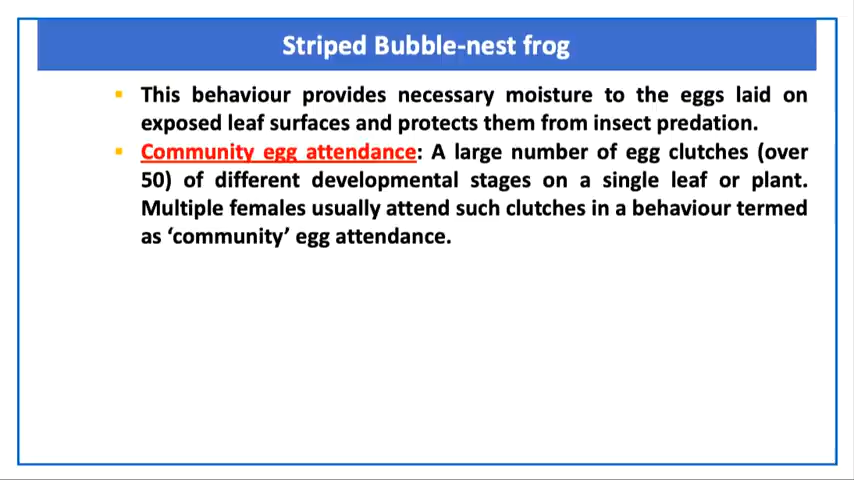 Striped Bubble-nest frog
▪ This behaviour provides necessary moisture to the eggs laid on
exposed leaf surfaces and protects them from insect predation.
▪ Community egg attendance: A large number of egg clutches (over
50) of different developmental stages on a single leaf or plant.
Multiple females usually attend such clutches in a behaviour termed
as ‘community’ egg attendance.